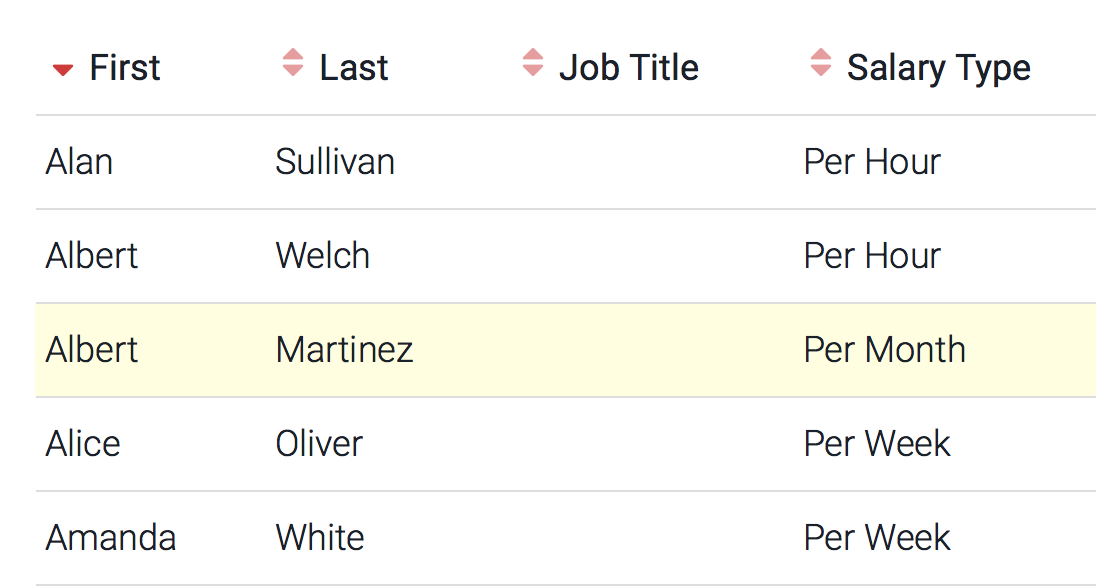 First Last Job Title Salary Type
Alan Sullivan Per Hour
Albert Welch Per Hour
Albert Martinez Per Month
Alice Oliver Per Week
Amanda White Per Week